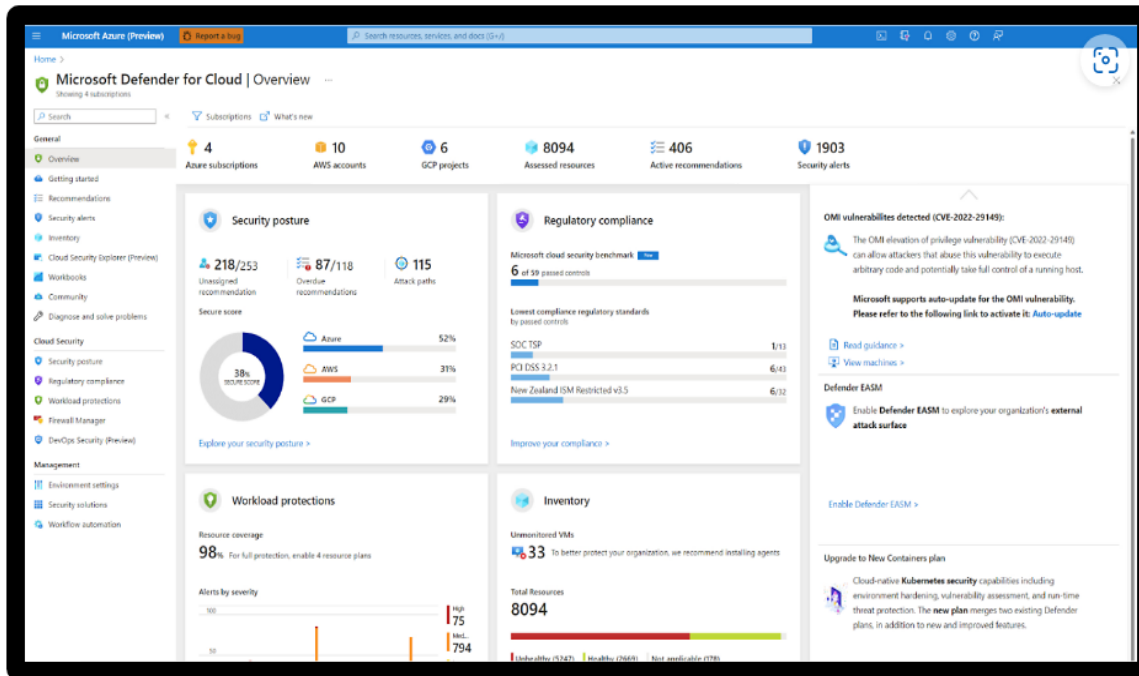 Microsoft Azure (Preview)
Report a bug
Search resources, services, and docs (G+/)
Home >
Microsoft Defender for Cloud | Overview ...
Showing 4 subscriptions
Search
«
Subscriptions
What's new
General
Overview
Getting started
Recommendations
Security alerts
Inventory
Cloud Security Explorer (Preview)
Workbooks
Community
Diagnose and solve problems
Cloud Security
Security posture
Regulatory compliance
Workload protections
Firewall Manager
DevOps Security (Preview)
Management
Environment settings
Security solutions
Workflow automation
4
Azure subscriptions
10
AWS accounts
6
GCP projects
8094
Assessed resources
406
Active recommendations
1903
Security alerts
Security posture
218/253
Unassigned
recommendation
87/118
Overdue
recommendations
115
Attack paths
Secure score
38%
SECURE SCORE
Azure 52%
AWS 31%
GCP 29%
Explore your security posture >
Regulatory compliance
Microsoft cloud security benchmark
6 of 59 passed controls
Lowest compliance regulatory standards
by passed controls
SOC TSP 1/13
PCI DSS 3.2.1 6/43
New Zealand ISM Restricted v3.5 6/32
Improve your compliance >
Workload protections
Resource coverage
98% For full protection, enable 4 resource plans
Alerts by severity
100
50
High
75
Med...
794
Inventory
Unmonitored VMs
33 To better protect your organization, we recommend installing agents
Total Resources
8094
Unhealthy (5247) Healthy (2669) Not applicable (178)
OMI vulnerabilites detected (CVE-2022-29149):
The OMI elevation of privilege vulnerability (CVE-2022-29149)
can allow attackers that abuse this vulnerability to execute
arbitrary code and potentially take full control of a running host.
Microsoft supports auto-update for the OMI vulnerability.
Please refer to the following link to activate it: Auto-update
Read guidance >
View machines >
Defender EASM
Enable Defender EASM to explore your organization's external
attack surface
Enable Defender EASM >
Upgrade to New Containers plan
Cloud-native Kubernetes security capabilities including
environment hardening, vulnerability assessment, and run-time
threat protection. The new plan merges two existing Defender
plans, in addition to new and improved features.